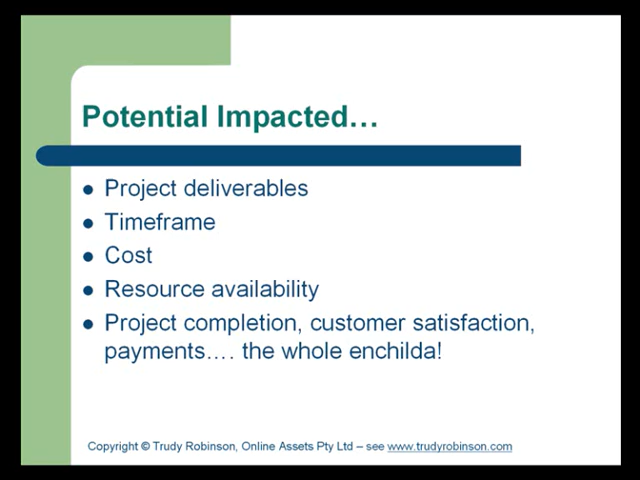 Potential Impacted…
Project deliverables
Timeframe
Cost
Resource availability
Project completion, customer satisfaction,
payments…. the whole enchilda!
Copyright © Trudy Robinson, Online Assets Pty Ltd – see www.trudyrobinson.com